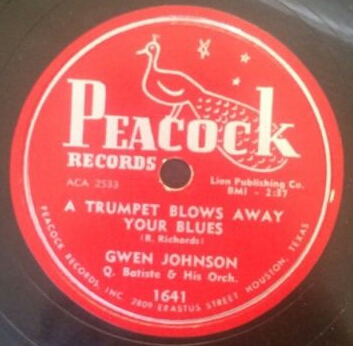 PEACOCK
RECORDS
ACA 2533
Lion Publishing Co.
BMI - 2:37
A TRUMPET BLOWS AWAY
YOUR BLUES
(R. Richards)
GWEN JOHNSON
Q. Batiste & His Orch.
1641
PEACOCK RECORDS, INC. 2809 ERASTUS STREET HOUSTON, TEXAS